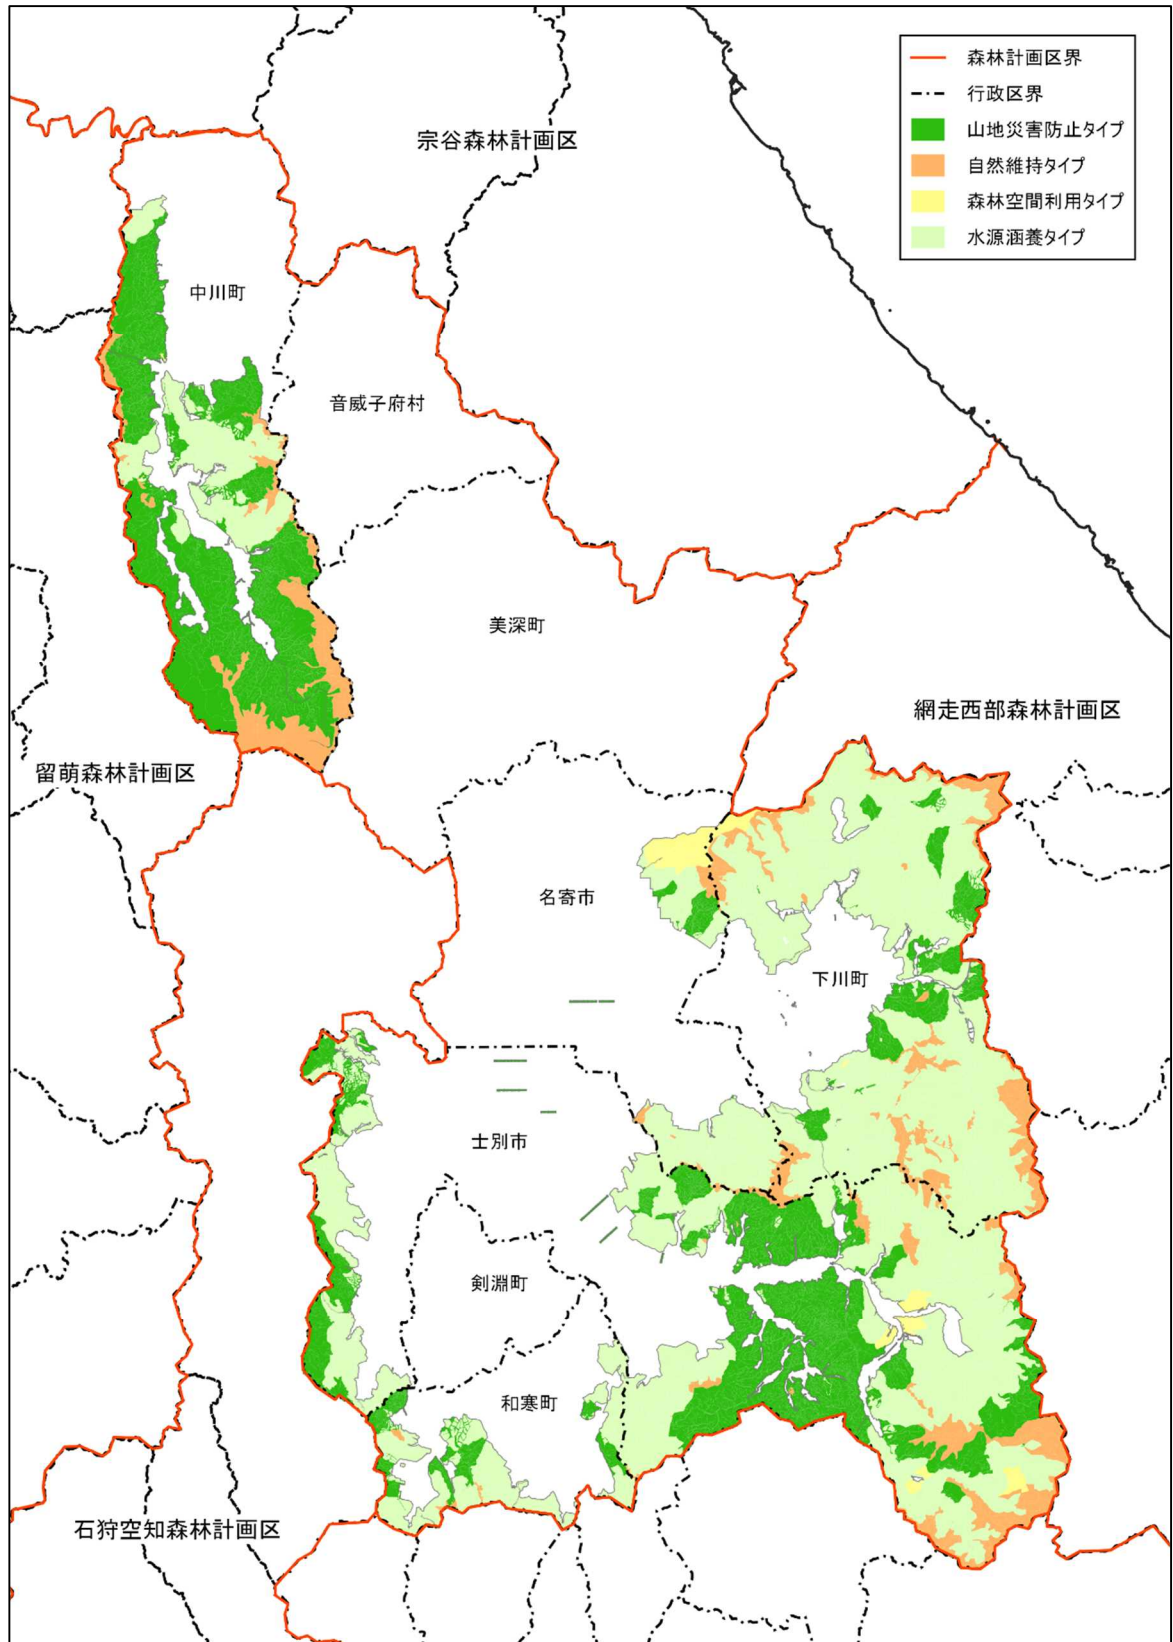 森林計画区界
行政区界
山地災害防止タイプ
自然維持タイプ
森林空間利用タイプ
水源涵養タイプ
宗谷森林計画区
中川町
音威子府村
美深町
網走西部森林計画区
留萌森林計画区
名寄市
下川町
士別市
剣淵町
和寒町
石狩空知森林計画区